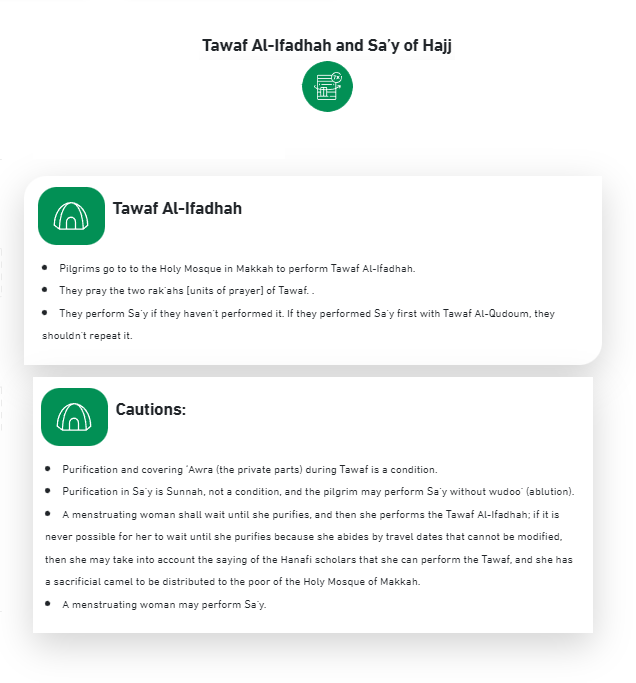 Tawaf Al-Ifadhah and Sa’y of Hajj
7x
Tawaf Al-Ifadhah
• Pilgrims go to to the Holy Mosque in Makkah to perform Tawaf Al-Ifadhah.
• They pray the two rak'ahs [units of prayer] of Tawaf. .
• They perform Sa'y if they haven't performed it. If they performed Sa'y first with Tawaf Al-Qudoum, they
shouldn't repeat it.
Cautions:
• Purification and covering 'Awra (the private parts) during Tawaf is a condition.
• Purification in Sa'y is Sunnah, not a condition, and the pilgrim may perform Sa'y without wudoo' (ablution).
• A menstruating woman shall wait until she purifies, and then she performs the Tawaf Al-Ifadhah; if it is
never possible for her to wait until she purifies because she abides by travel dates that cannot be modified,
then she may take into account the saying of the Hanafi scholars that she can perform the Tawaf, and she has
a sacrificial camel to be distributed to the poor of the Holy Mosque of Makkah.
• A menstruating woman may perform Sa'y.